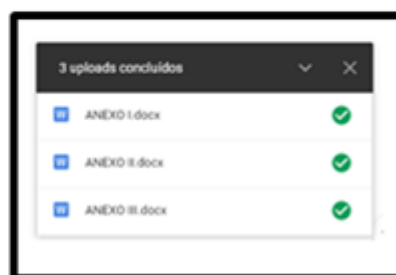 3 uploads concluídos
ANEXO I.docx
ANEXO II.docx
ANEXO III.docx